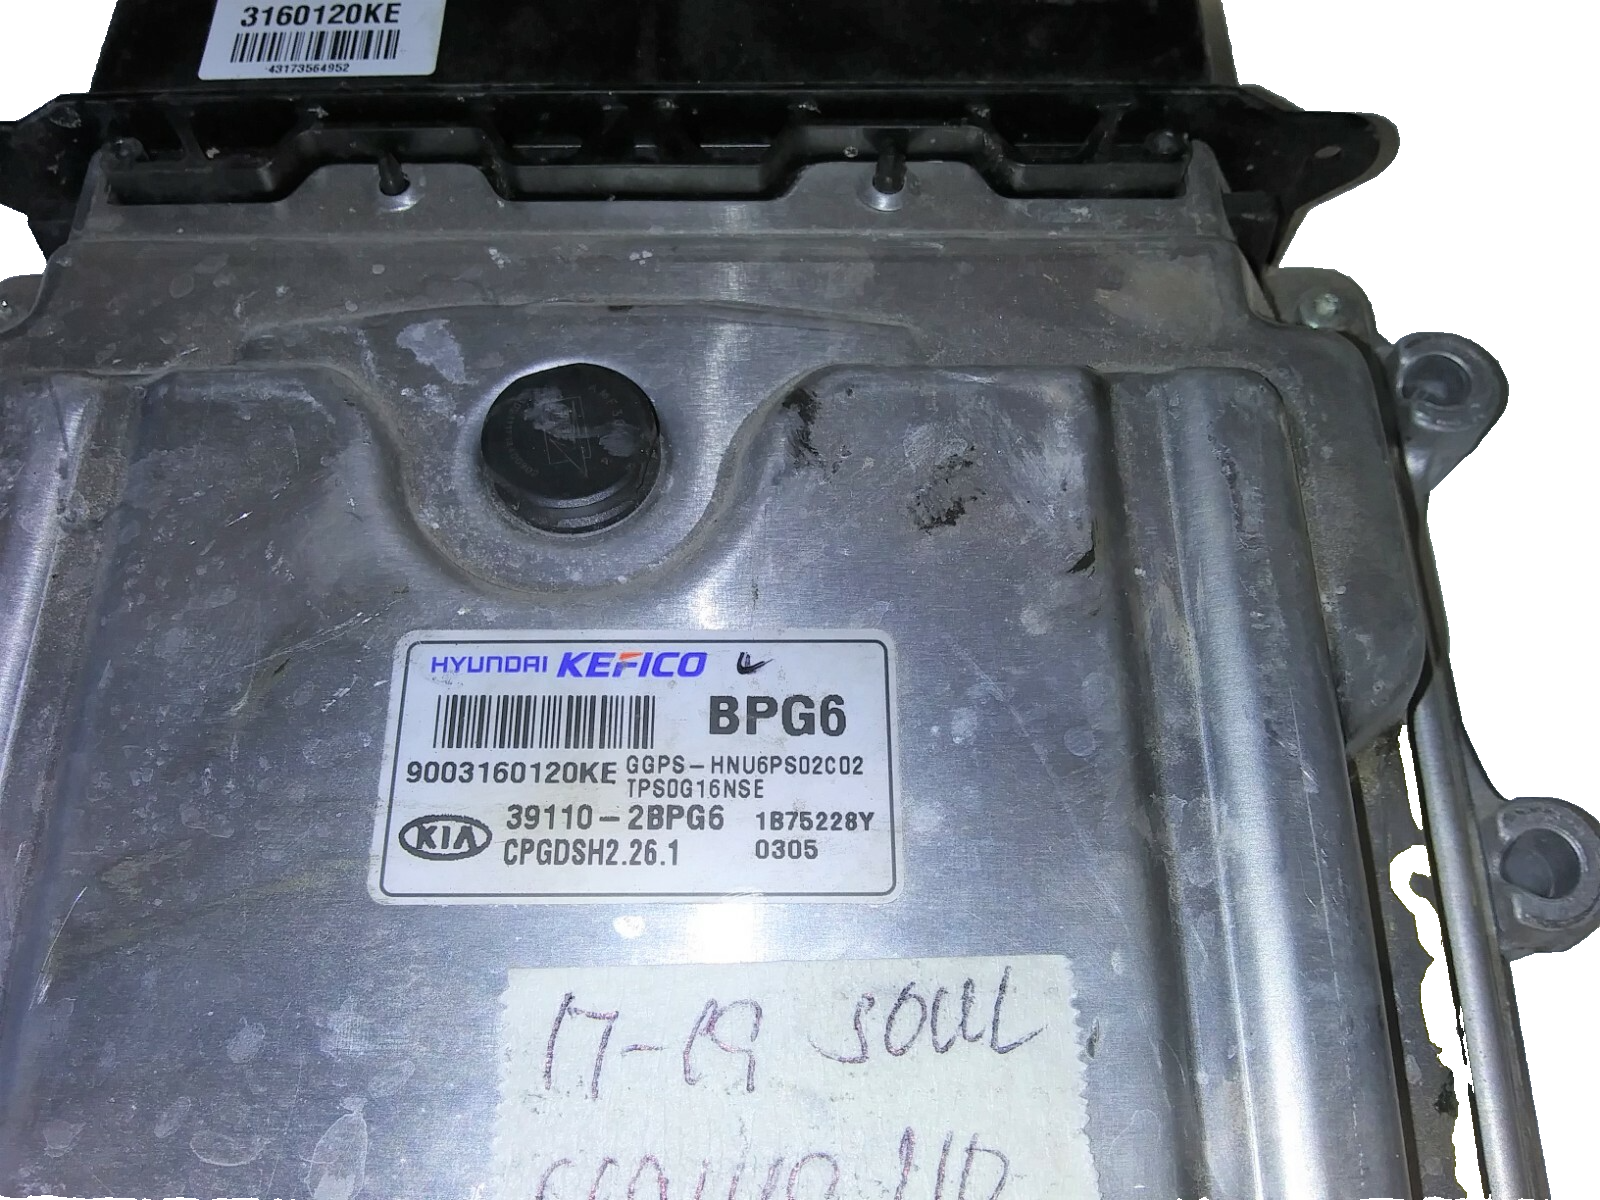 3160120KE
43173564952
HYUNDAI KEFICO
BPG6
9003160120KE GGPS-HNU6PS02C02
TPS0G16NSE
39110-2BPG6 1B75228Y
KIA CPGDSH2.26.1 0305
17-19 SOUL